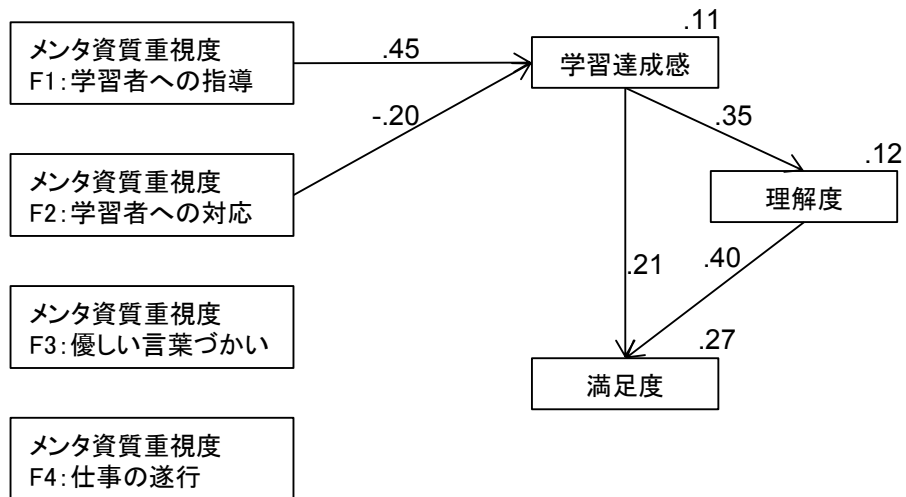 .11
メンタ資質重視度
F1:学習者への指導
.45
学習達成感
-.20
.35
.12
メンタ資質重視度
F2:学習者への対応
理解度
.21
.40
メンタ資質重視度
F3:優しい言葉づかい
.27
満足度
メンタ資質重視度
F4:仕事の遂行